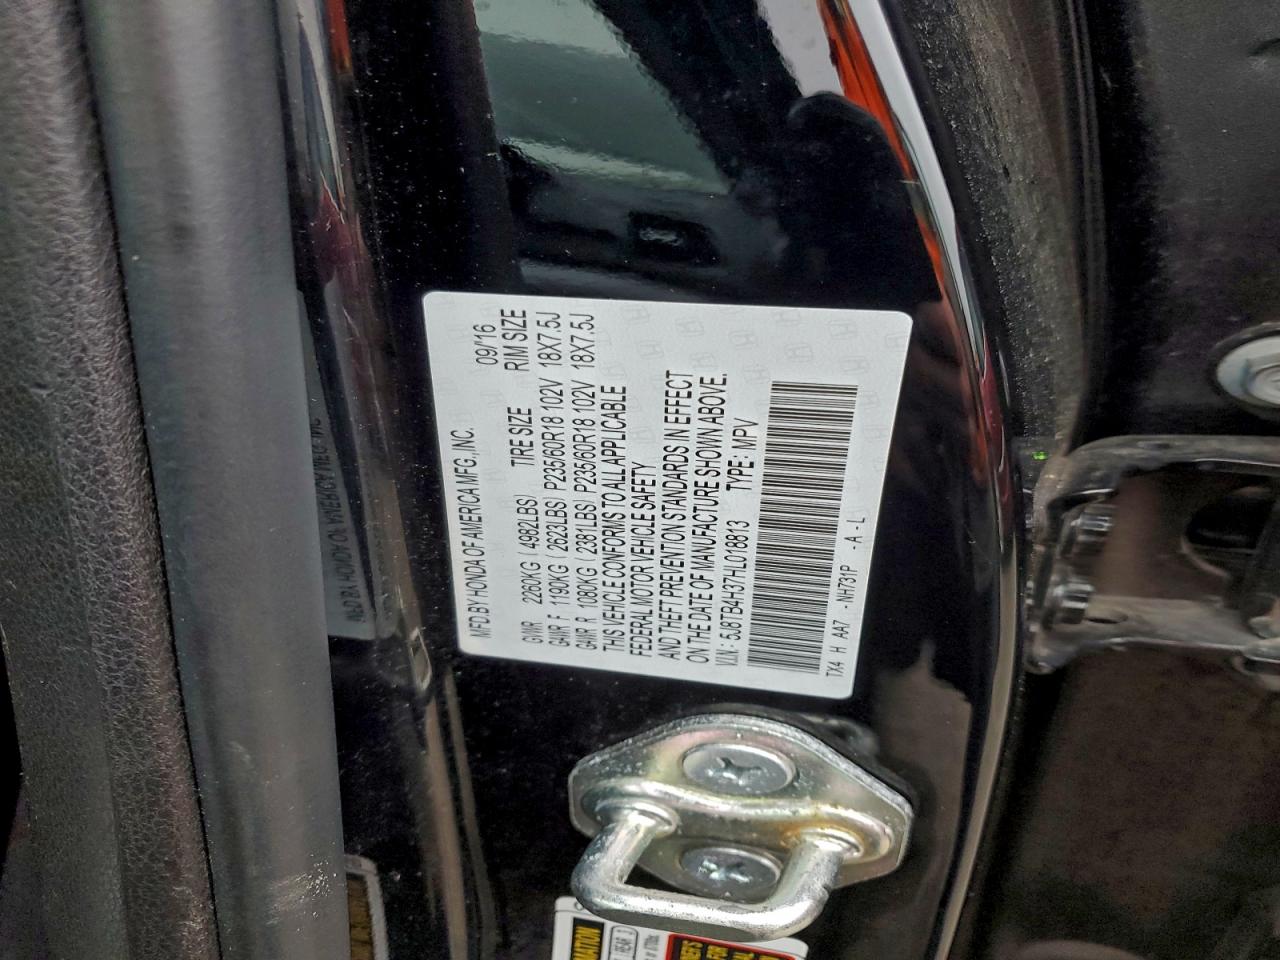 MFD.BY HONDA OF AMERICA MFG.,INC. 09/'16
TIRE SIZE RIM SIZE
GVWR 2260KG ( 4982LBS)
GAWR F 1190KG ( 2623LBS) P235/60R18 102V 18X7.5J
GAWR R 1080KG ( 2381LBS) P235/60R18 102V 18X7.5J
THIS VEHICLE CONFORMS TO ALL APPLICABLE
FEDERAL MOTOR VEHICLE SAFETY
AND THEFT PREVENTION STANDARDS IN EFFECT
ON THE DATE OF MANUFACTURE SHOWN ABOVE.
V.I.N.: 5J8TB4H37HL018813 TYPE: MPV
TX4 H AA7 -NH731P -A-L